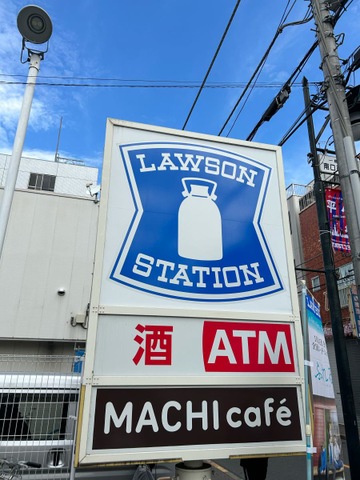 LAWSON
STATION
酒 ATM
MACHI café